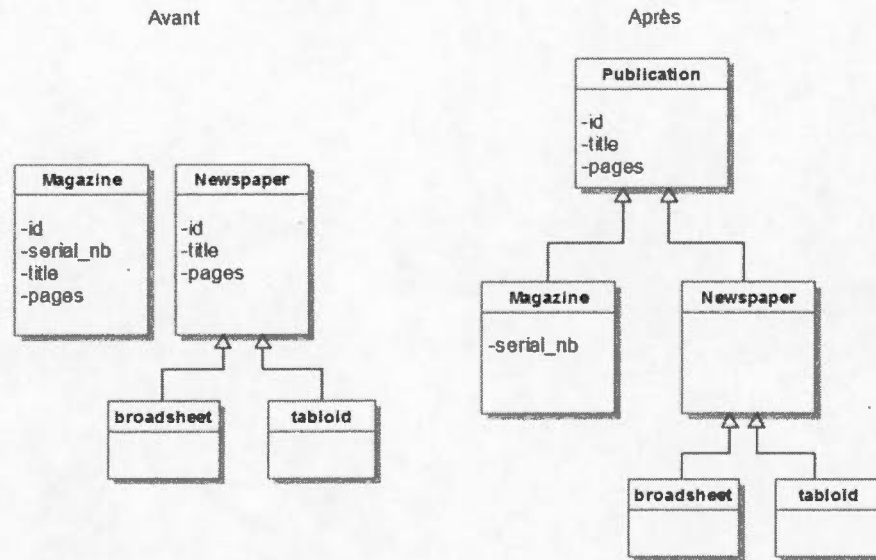 Avant
Magazine
-id
-serial_nb
-title
-pages
Newspaper
-id
-title
-pages
broadsheet
tabloid
Après
Publication
-id
-title
-pages
Magazine
-serial_nb
Newspaper
broadsheet
tabloid